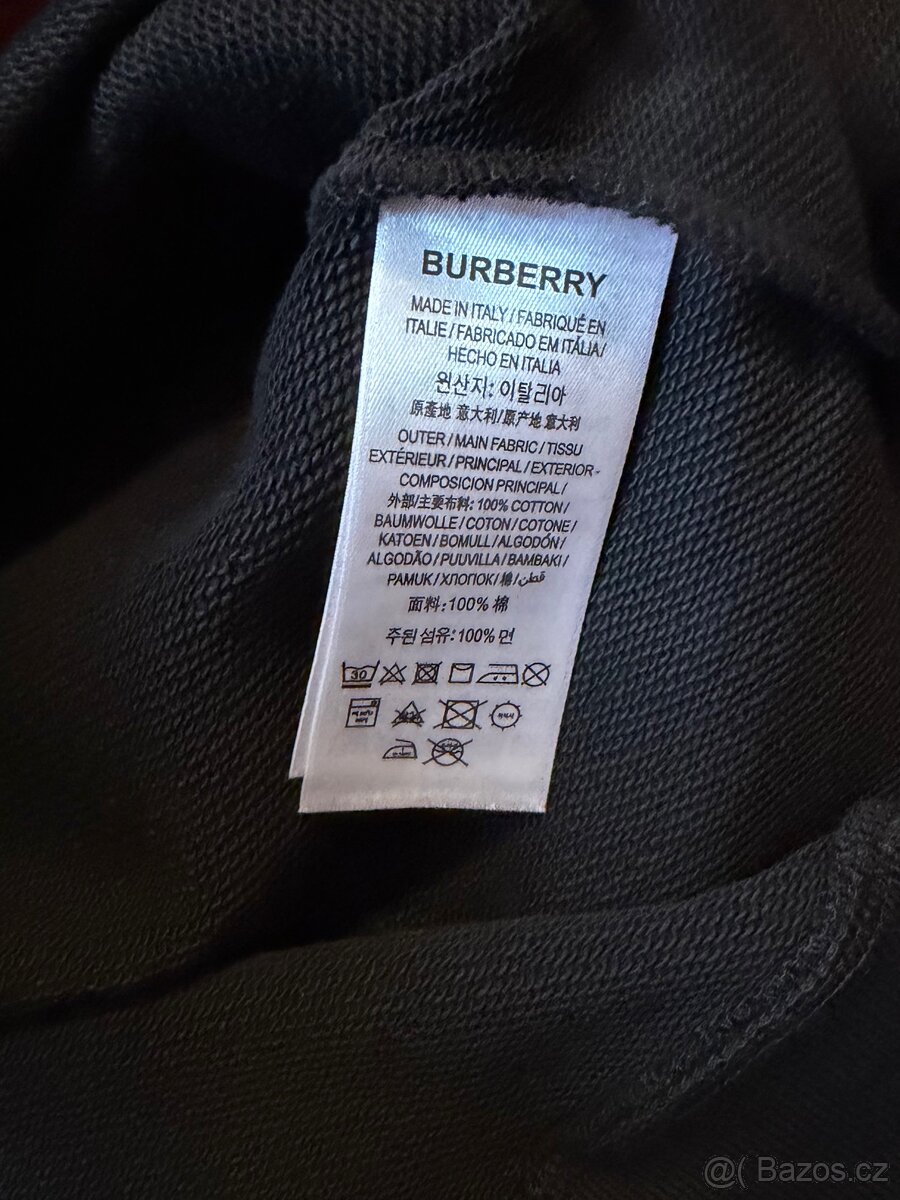 BURBERRY
MADE IN ITALY / FABRIQUÉ EN
ITALIE / FABRICADO EM ITÁLIA /
HECHO EN ITALIA
원산지: 이탈리아
原產地 意大利/原产地 意大利
OUTER / MAIN FABRIC / TISSU
EXTÉRIEUR / PRINCIPAL / EXTERIOR -
COMPOSICION PRINCIPAL /
外部/主要布料: 100% COTTON /
BAUMWOLLE / COTON / COTONE /
KATOEN / BOMULL / ALGODÓN /
ALGODÃO / PUUVILLA / BAMBAKI /
PAMUK / ХЛОПОК / 棉 / قطن
面料: 100% 棉
주된 섬유: 100% 면
30
@( Bazos.cz